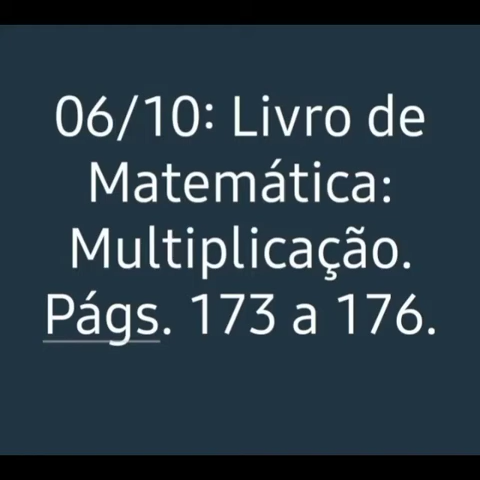 06/10: Livro de
Matemática:
Multiplicação.
Págs. 173 a 176.